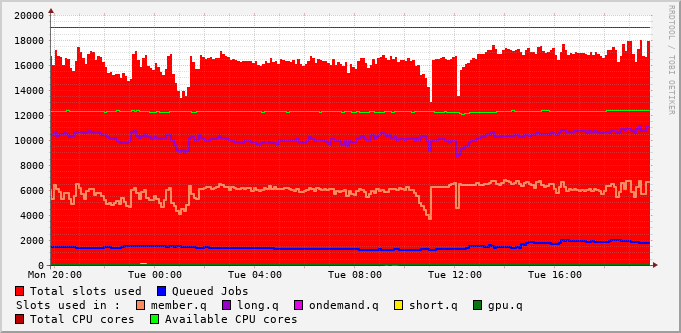 RRDTOOL / TOBI OETIKER
20000
18000
16000
14000
12000
10000
8000
6000
4000
2000
0
Mon 20:00 Tue 00:00 Tue 04:00 Tue 08:00 Tue 12:00 Tue 16:00
Total slots used Queued Jobs
Slots used in : member.q long.q ondemand.q short.q gpu.q
Total CPU cores Available CPU cores